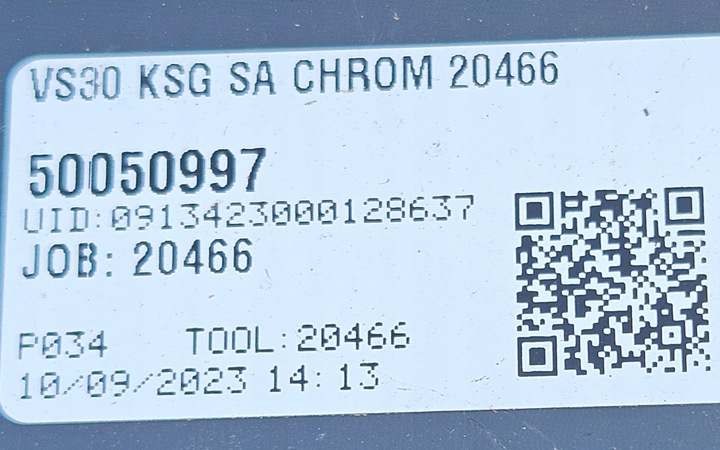 VS30 KSG SA CHROM 20466
50050997
UID:0913423000128637
JOB: 20466
P034 TOOL:20466
10/09/2023 14:13